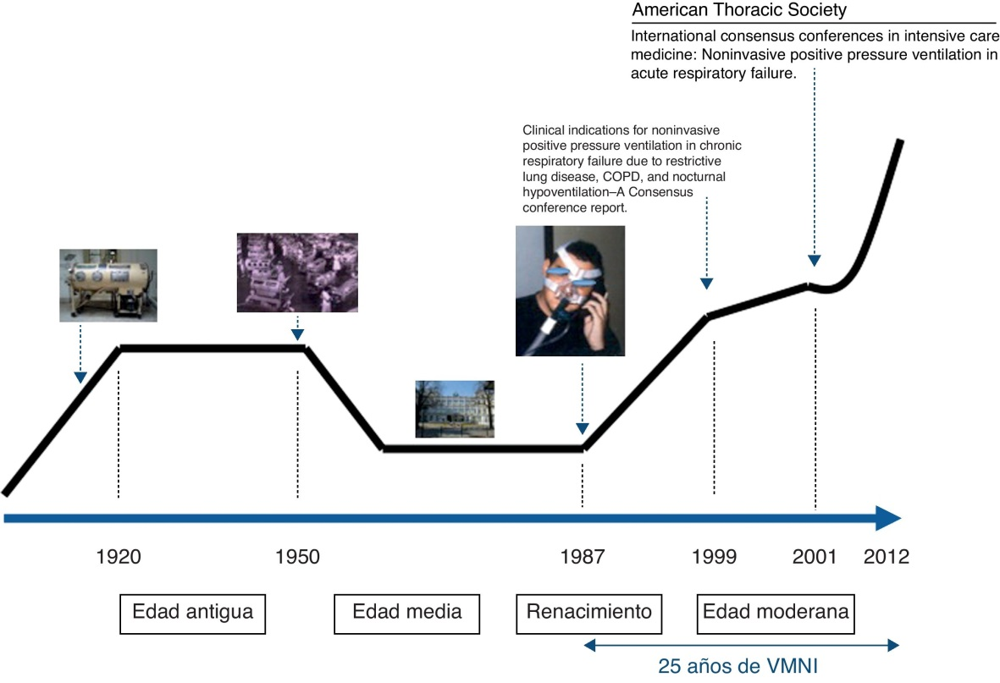 American Thoracic Society
International consensus conferences in intensive care
medicine: Noninvasive positive pressure ventilation in
acute respiratory failure.
Clinical indications for noninvasive
positive pressure ventilation in chronic
respiratory failure due to restrictive
lung disease, COPD, and nocturnal
hypoventilation–A Consensus
conference report.
1920
1950
1987
1999
2001
2012
Edad antigua
Edad media
Renacimiento
Edad moderana
25 años de VMNI